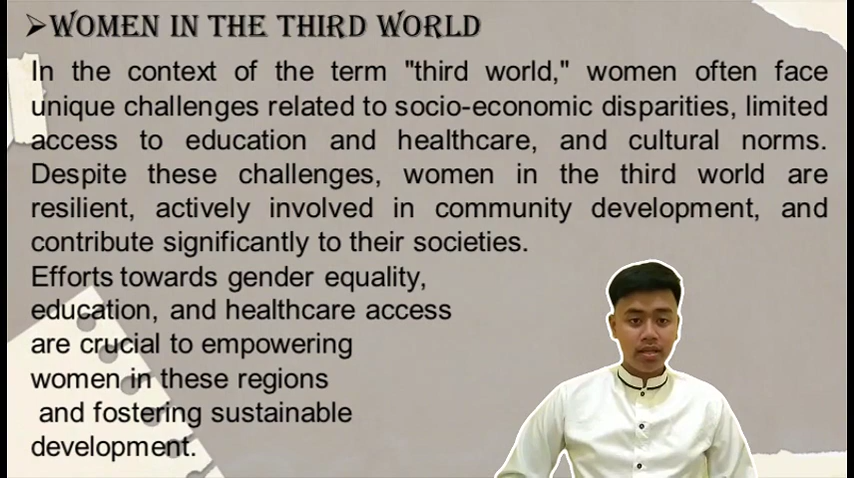 WOMEN IN THE THIRD WORLD
In the context of the term "third world," women often face
unique challenges related to socio-economic disparities, limited
access to education and healthcare, and cultural norms.
Despite these challenges, women in the third world are
resilient, actively involved in community development, and
contribute significantly to their societies.
Efforts towards gender equality,
education, and healthcare access
are crucial to empowering
women in these regions
and fostering sustainable
development.